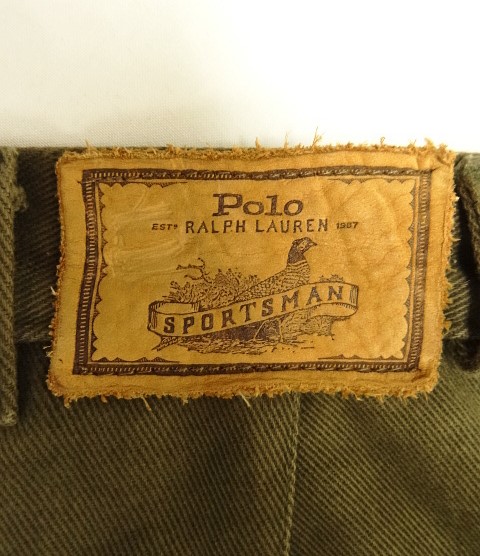 Polo
ESTD RALPH LAUREN 1967
SPORTSMAN